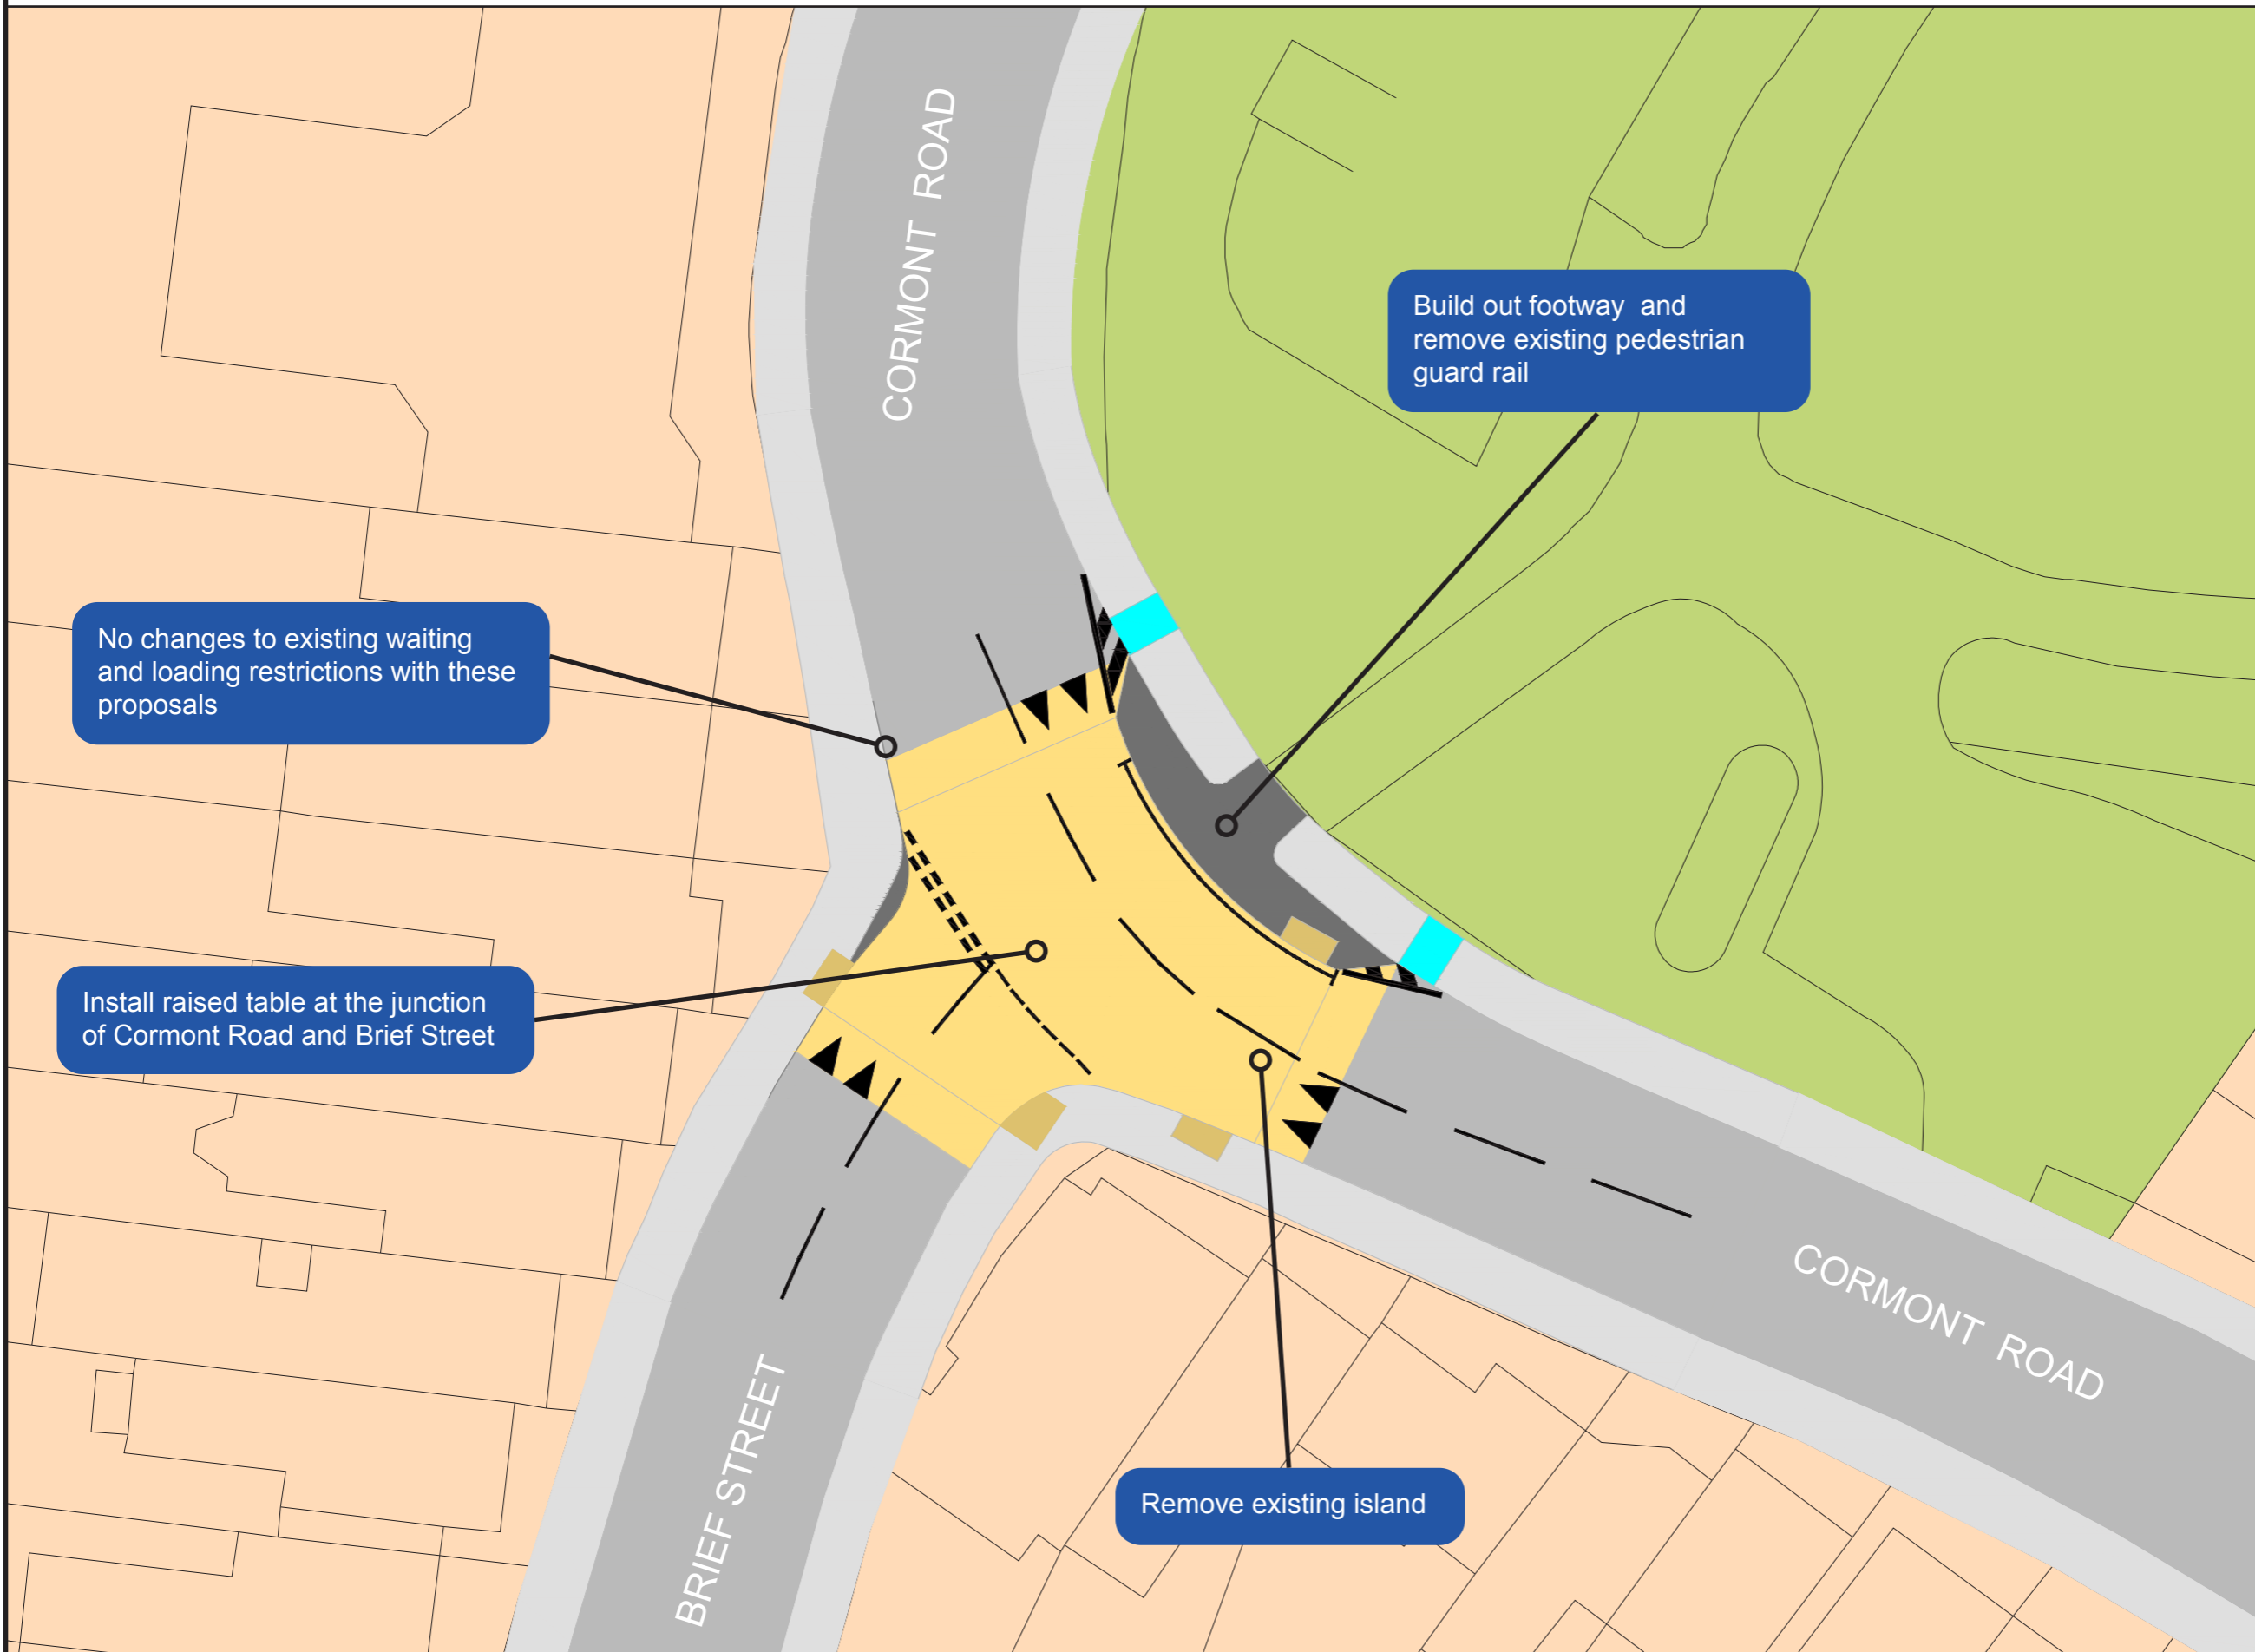 CORMONT ROAD
Build out footway and
remove existing pedestrian
guard rail
No changes to existing waiting
and loading restrictions with these
proposals
Install raised table at the junction
of Cormont Road and Brief Street
CORMONT ROAD
BRIEF STREET
Remove existing island